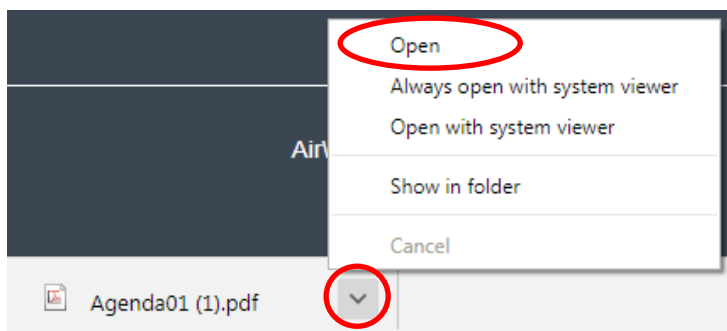 Open
Always open with system viewer
Open with system viewer
Show in folder
Cancel
Agenda01 (1).pdf